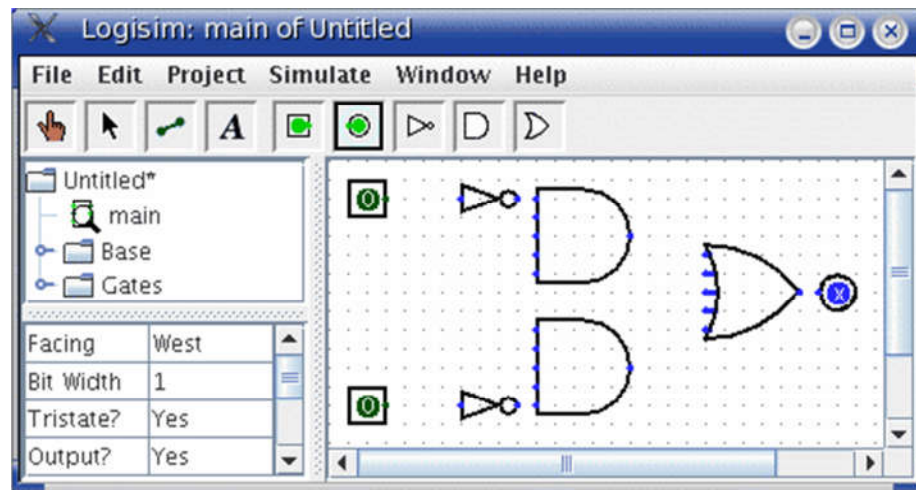 Logisim: main of Untitled
File Edit Project Simulate Window Help
A
Untitled*
main
Base
Gates
Facing West
Bit Width 1
Tristate? Yes
Output? Yes
0
0
x